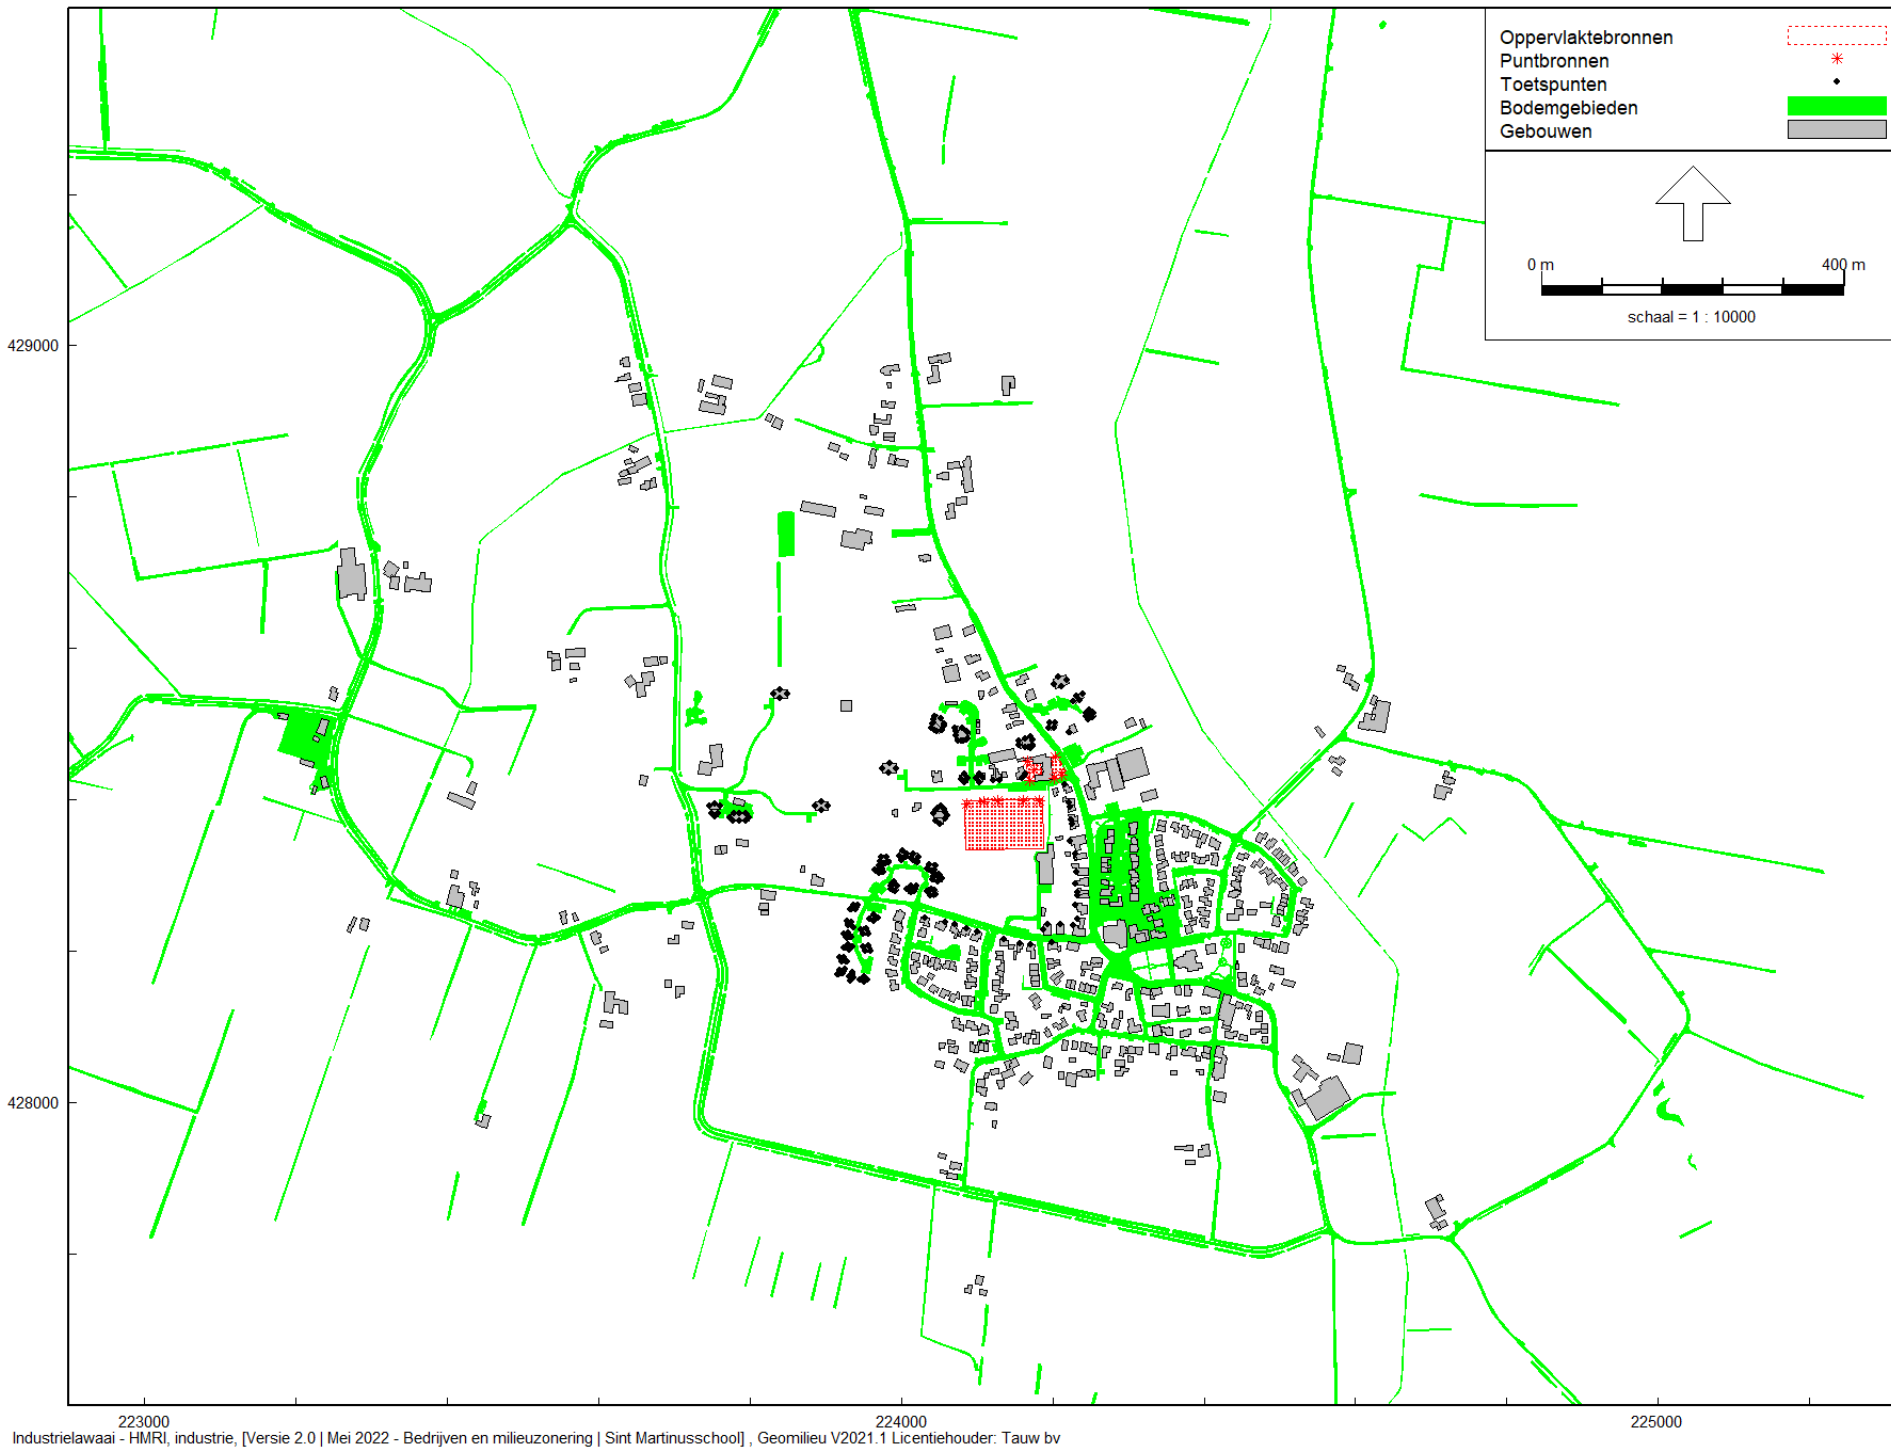 Oppervlaktebronnen
Puntbronnen
Toetspunten
Bodemgebieden
Gebouwen
0 m 400 m
schaal = 1 : 10000
429000
428000
223000 224000 225000
Industrielawaai - HMRI, industrie, [Versie 2.0 | Mei 2022 - Bedrijven en milieuzonering | Sint Martinusschool] , Geomilieu V2021.1 Licentiehouder: Tauw bv